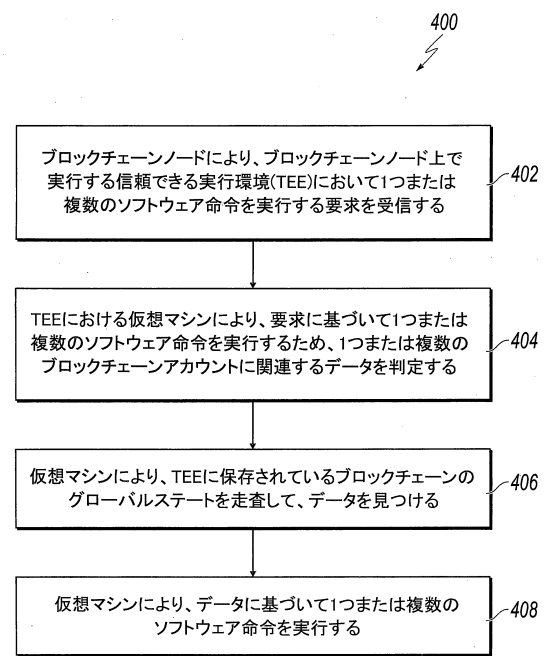 400
ブロックチェーンノードにより、ブロックチェーンノード上で
実行する信頼できる実行環境(TEE)において1つまたは
複数のソフトウェア命令を実行する要求を受信する
402
TEEにおける仮想マシンにより、要求に基づいて1つまたは
複数のソフトウェア命令を実行するため、1つまたは複数の
ブロックチェーンアカウントに関連するデータを判定する
404
仮想マシンにより、TEEに保存されているブロックチェーンの
グローバルステートを走査して、データを見つける
406
仮想マシンにより、データに基づいて1つまたは複数の
ソフトウェア命令を実行する
408